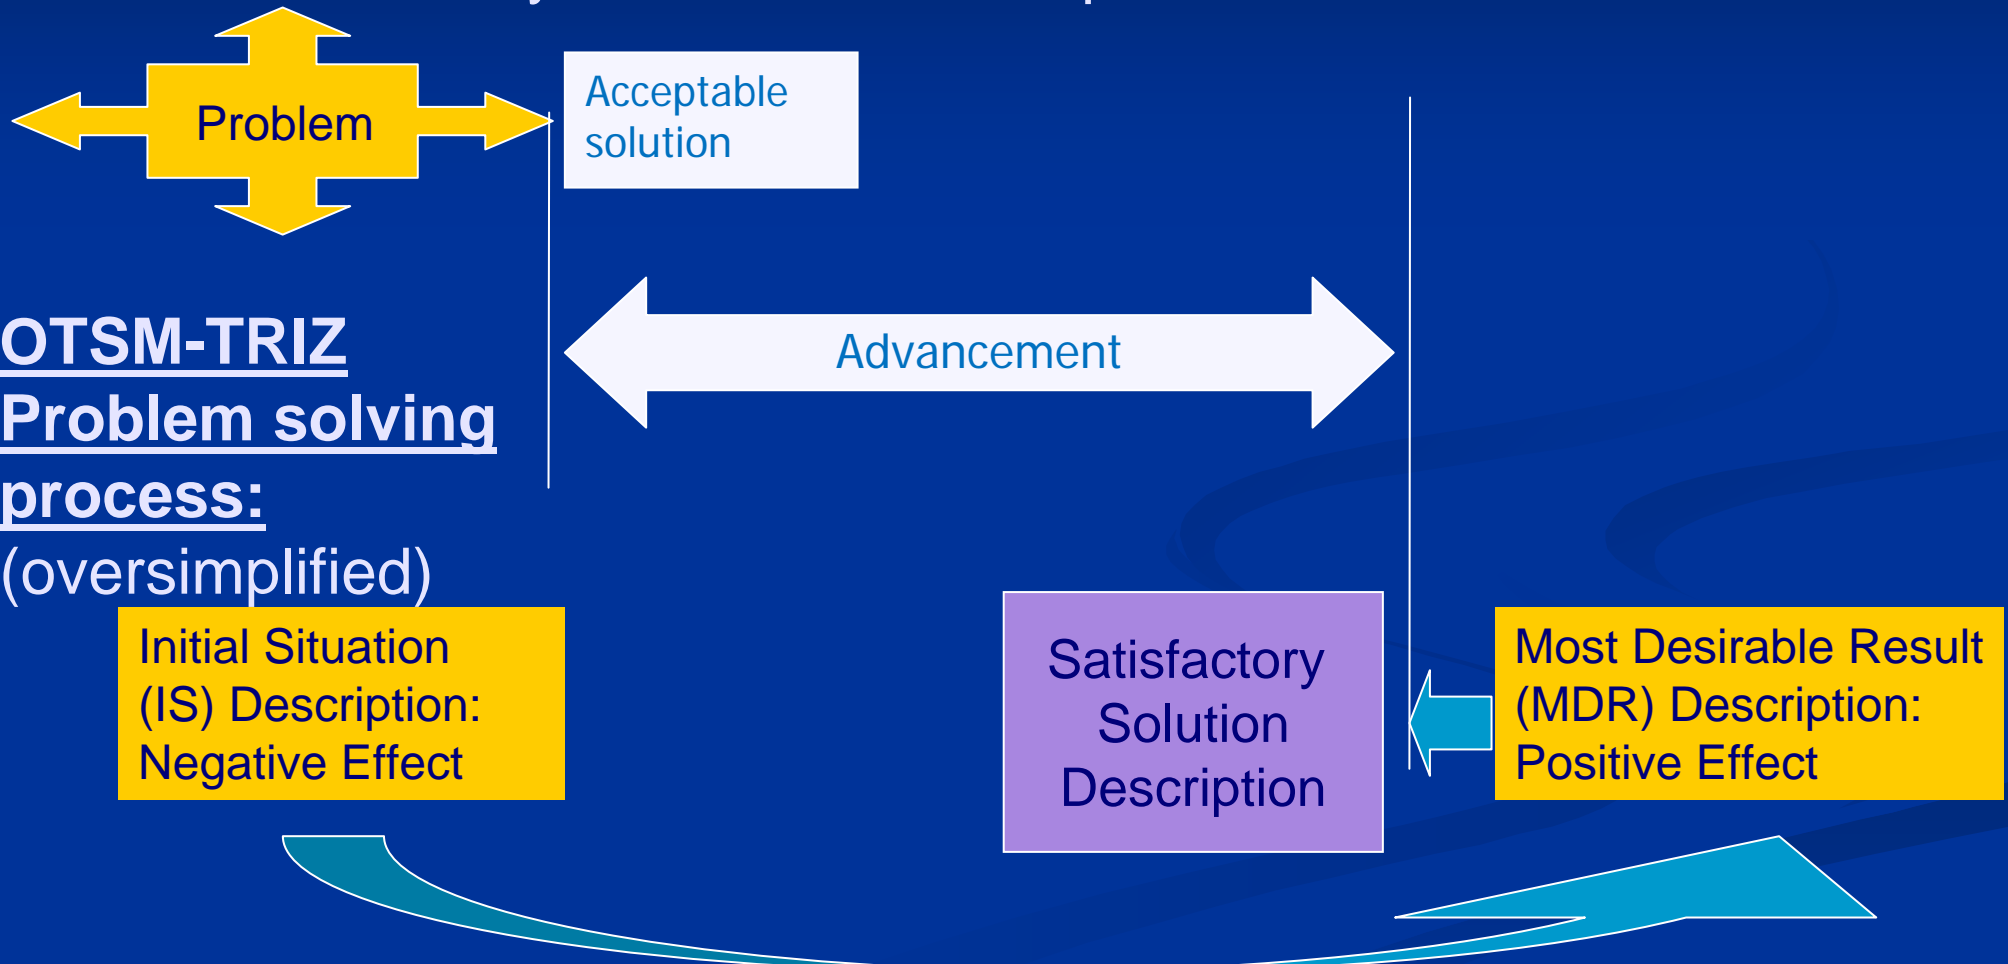 Problem
Acceptable
solution
Advancement
OTSM-TRIZ
Problem solving
process:
(oversimplified)
Initial Situation
(IS) Description:
Negative Effect
Satisfactory
Solution
Description
Most Desirable Result
(MDR) Description:
Positive Effect